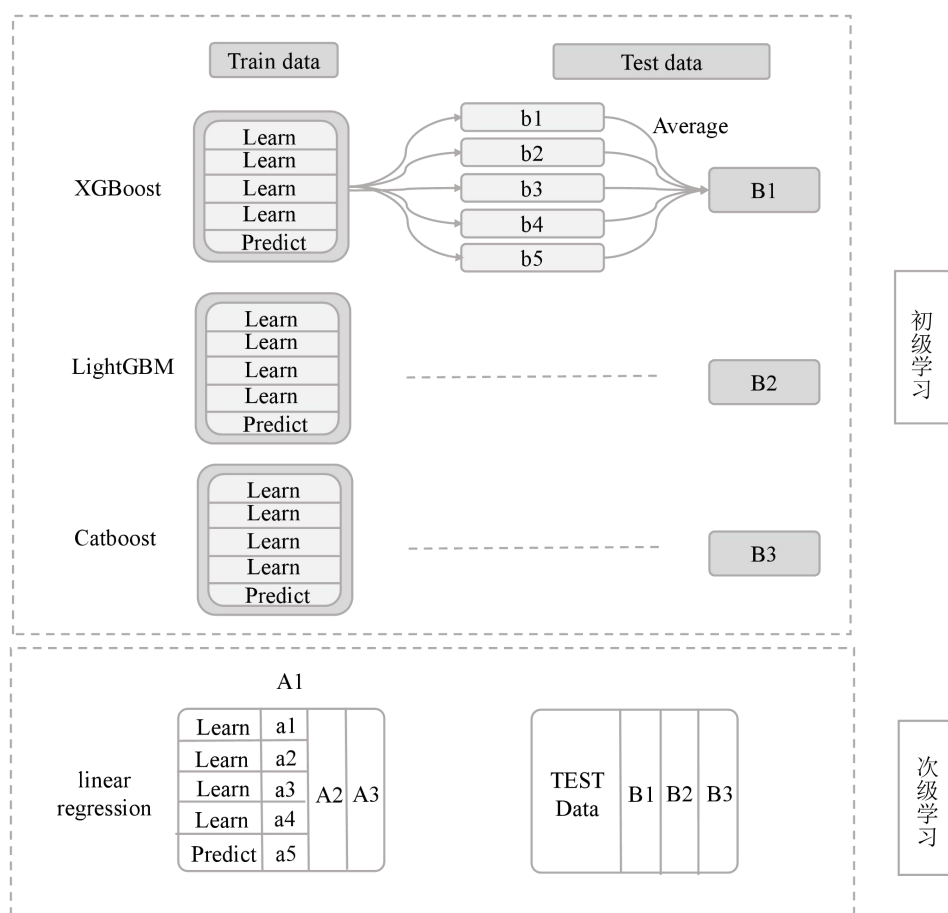 Train data
Test data
XGBoost
Learn
Learn
Learn
Learn
Predict
b1
b2
b3
b4
b5
Average
B1
LightGBM
Learn
Learn
Learn
Learn
Predict
B2
Catboost
Learn
Learn
Learn
Learn
Predict
B3
初级学习
A1
linear
regression
Learn a1
Learn a2
Learn a3
Learn a4
Predict a5
A2 A3
TEST
Data
B1 B2 B3
次级学习